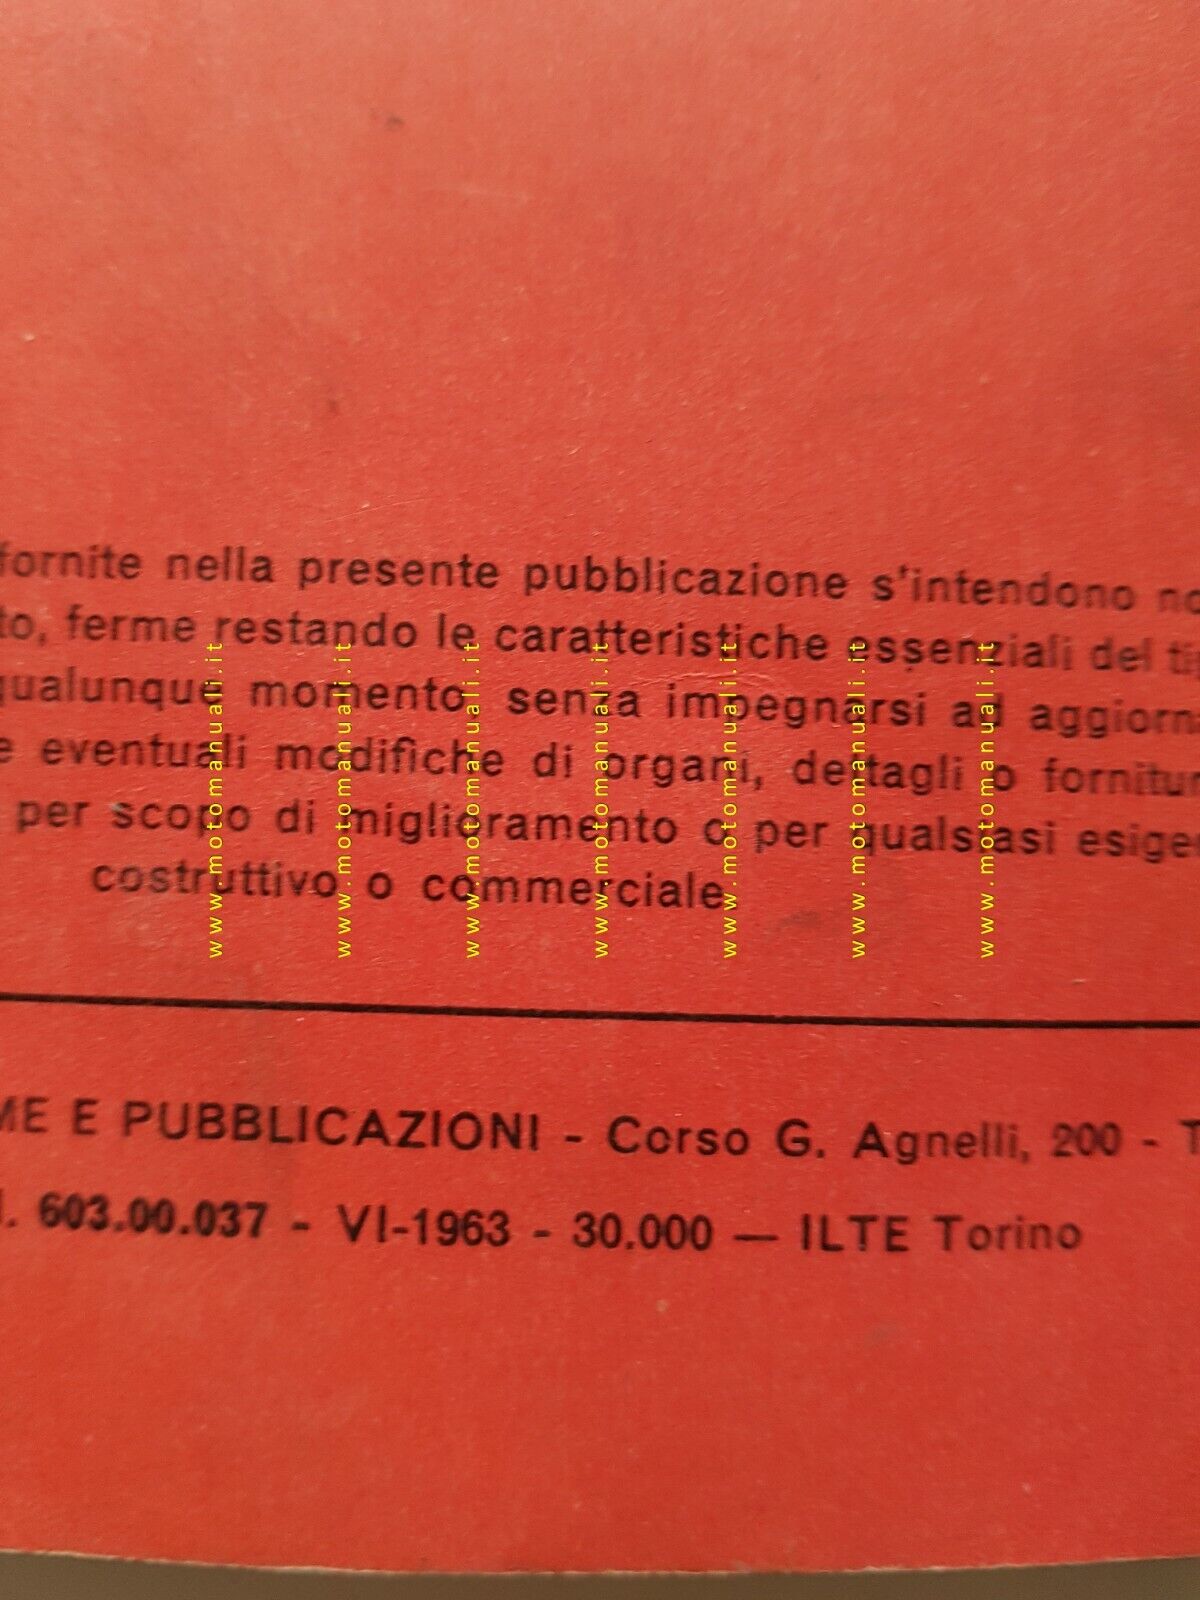 fornite nella presente pubblicazione s'intendono
ferme restando le caratteristiche essenziali del
qualunque momento, senza impegnarsi ad
eventuali modifiche di organi, dettagli o
per scopo di miglioramento o per qualsiasi
costruttivo o commerciale.
E PUBBLICAZIONI - Corso G. Agnelli, 200 -
603.00.037 - VI-1963 - 30.000 — ILTE Torino
www.motomanuali.it
www.motomanuali.it
www.motomanuali.it
www.motomanuali.it
www.motomanuali.it
www.motomanuali.it
www.motomanuali.it